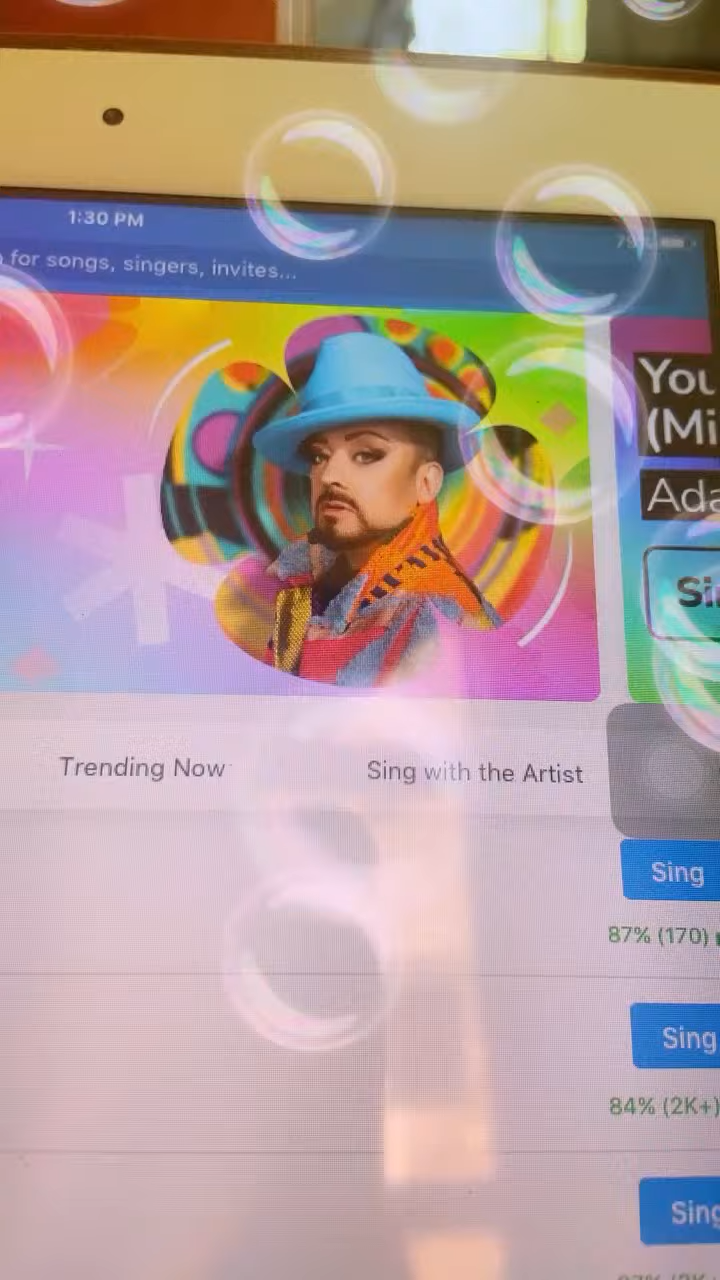 1:30 PM
for songs, singers, invites...
You
(Mi
Ada
Trending Now
Sing with the Artist
Sing
87% (170)
Sing
84% (2K+)
Sing